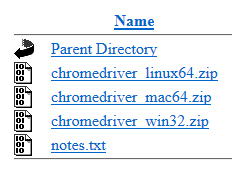 Name
Parent Directory
chromedriver_linux64.zip
chromedriver_mac64.zip
chromedriver_win32.zip
notes.txt